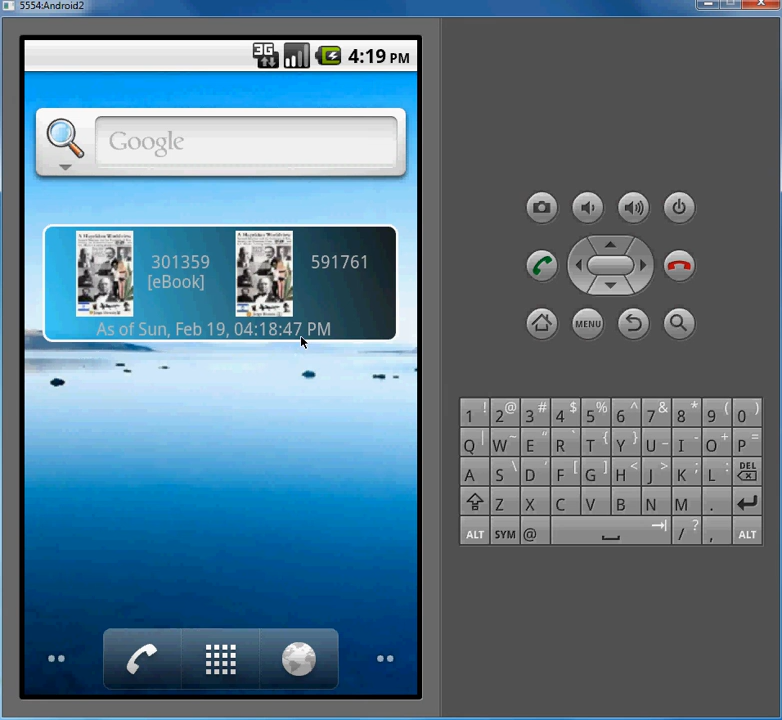 5554:Android2
3G
4:19 PM
Google
301359
591761
[eBook]
As of Sun, Feb 19, 04:18:47 PM
MENU
1 ! 2 @ 3 # 4 $ 5 % 6 ^ 7 & 8 * 9 ( 0 )
Q | W ~ E " R ` T { Y } U _ I - O + P =
A S \ D ' F [ G ] H < J > K ; L : DEL
Z X C V B N M .
ALT SYM @ / ? , ALT